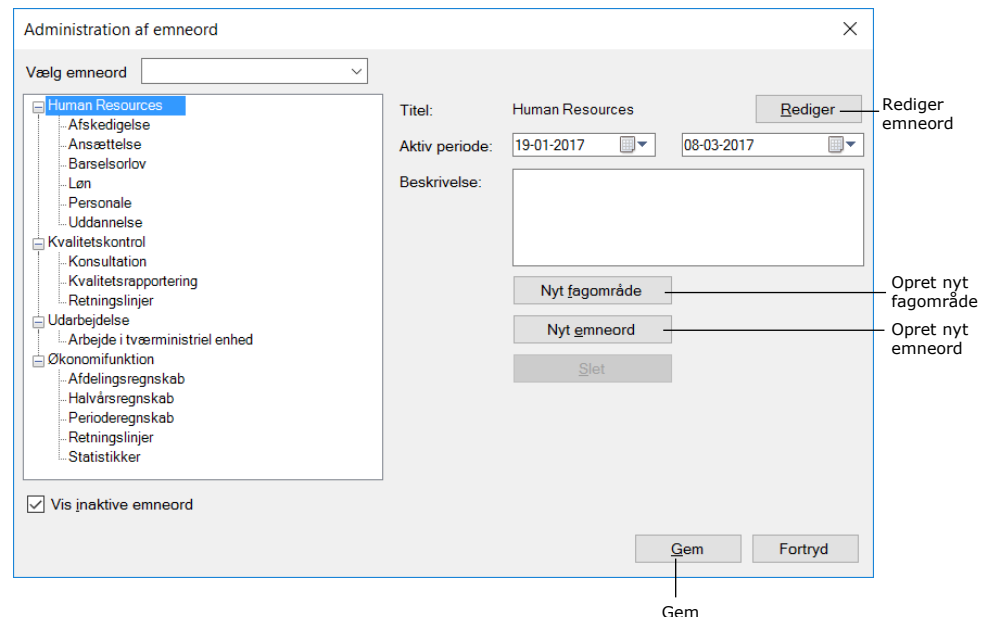 Administration af emneord
Vælg emneord
Human Resources
Afskedigelse
Ansættelse
Barselsorlov
Løn
Personale
Uddannelse
Kvalitetskontrol
Konsultation
Kvalitetsrapportering
Retningslinjer
Udarbejdelse
Arbejde i tværministriel enhed
Økonomifunktion
Afdelingsregnskab
Halvårsregnskab
Perioderegnskab
Retningslinjer
Statistikker
Vis inaktive emneord
Titel: Human Resources Rediger
Aktiv periode: 19-01-2017 08-03-2017
Beskrivelse:
Nyt fagområde
Nyt emneord
Slet
Gem Fortryd
Rediger
emneord
Opret nyt
fagområde
Opret nyt
emneord
Gem